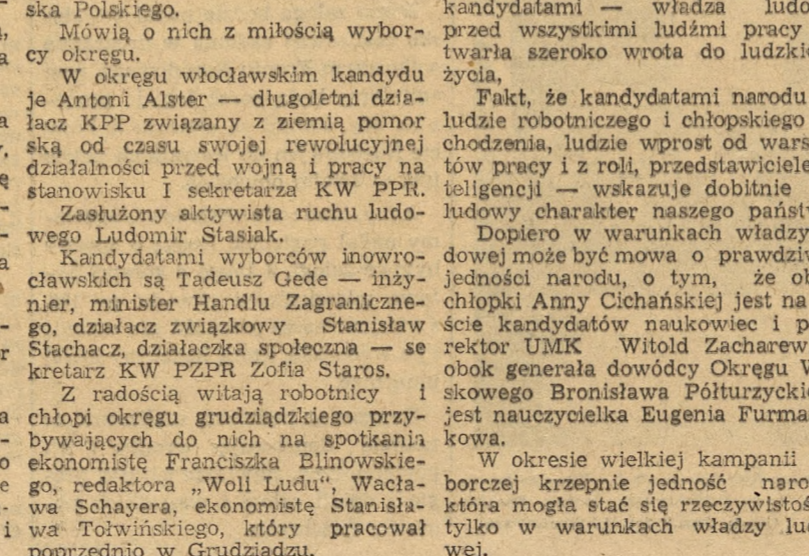 ska Polskiego.
Mówią o nich z miłością wybor-
cy okręgu.
W okręgu włocławskim kandydu
je Antoni Alster — długoletni dzia-
łacz KPP związany z ziemią pomor
ską od czasu swojej rewolucyjnej
działalności przed wojną i pracy na
stanowisku I sekretarza KW PPR.
Zasłużony aktywista ruchu ludo-
wego Ludomir Stasiak.
Kandydatami wyborców inowro-
cławskich są Tadeusz Gede — inży-
nier, minister Handlu Zagraniczne-
go, działacz związkowy Stanisław
Stachacz, działaczka społeczna — se
kretarz KW PZPR Zofia Staros.
Z radością witają robotnicy i
chłopi okręgu grudziądzkiego przy-
bywających do nich na spotkania
ekonomistę Franciszka Blinowskie-
go, redaktora „Woli Ludu“, Wacła-
wa Schayera, ekonomistę Stanisła-
wa Tołwińskiego, który pracował
poprzednio w Grudziądzu.
kandydatami — władza ludo
przed wszystkimi ludźmi pracy
twarła szeroko wrota do ludzki
życia,
Fakt, że kandydatami narodu
ludzie robotniczego i chłopskiego
chodzenia, ludzie wprost od wars
tów pracy i z roli, przedstawiciele
teligencji — wskazuje dobitnie
ludowy charakter naszego państw
Dopiero w warunkach władzy
dowej może być mowa o prawdziw
jedności narodu, o tym, że ob
chłopki Anny Cichańskiej jest na
ście kandydatów naukowiec i p
rektor UMK Witold Zacharew
obok generała dowódcy Okręgu W
skowego Bronisława Półturzycki
jest nauczycielka Eugenia Furma
kowa.
W okresie wielkiej kampanii
borczej krzepnie jedność naro
która mogła stać się rzeczywistoś
tylko w warunkach władzy lud
wej.